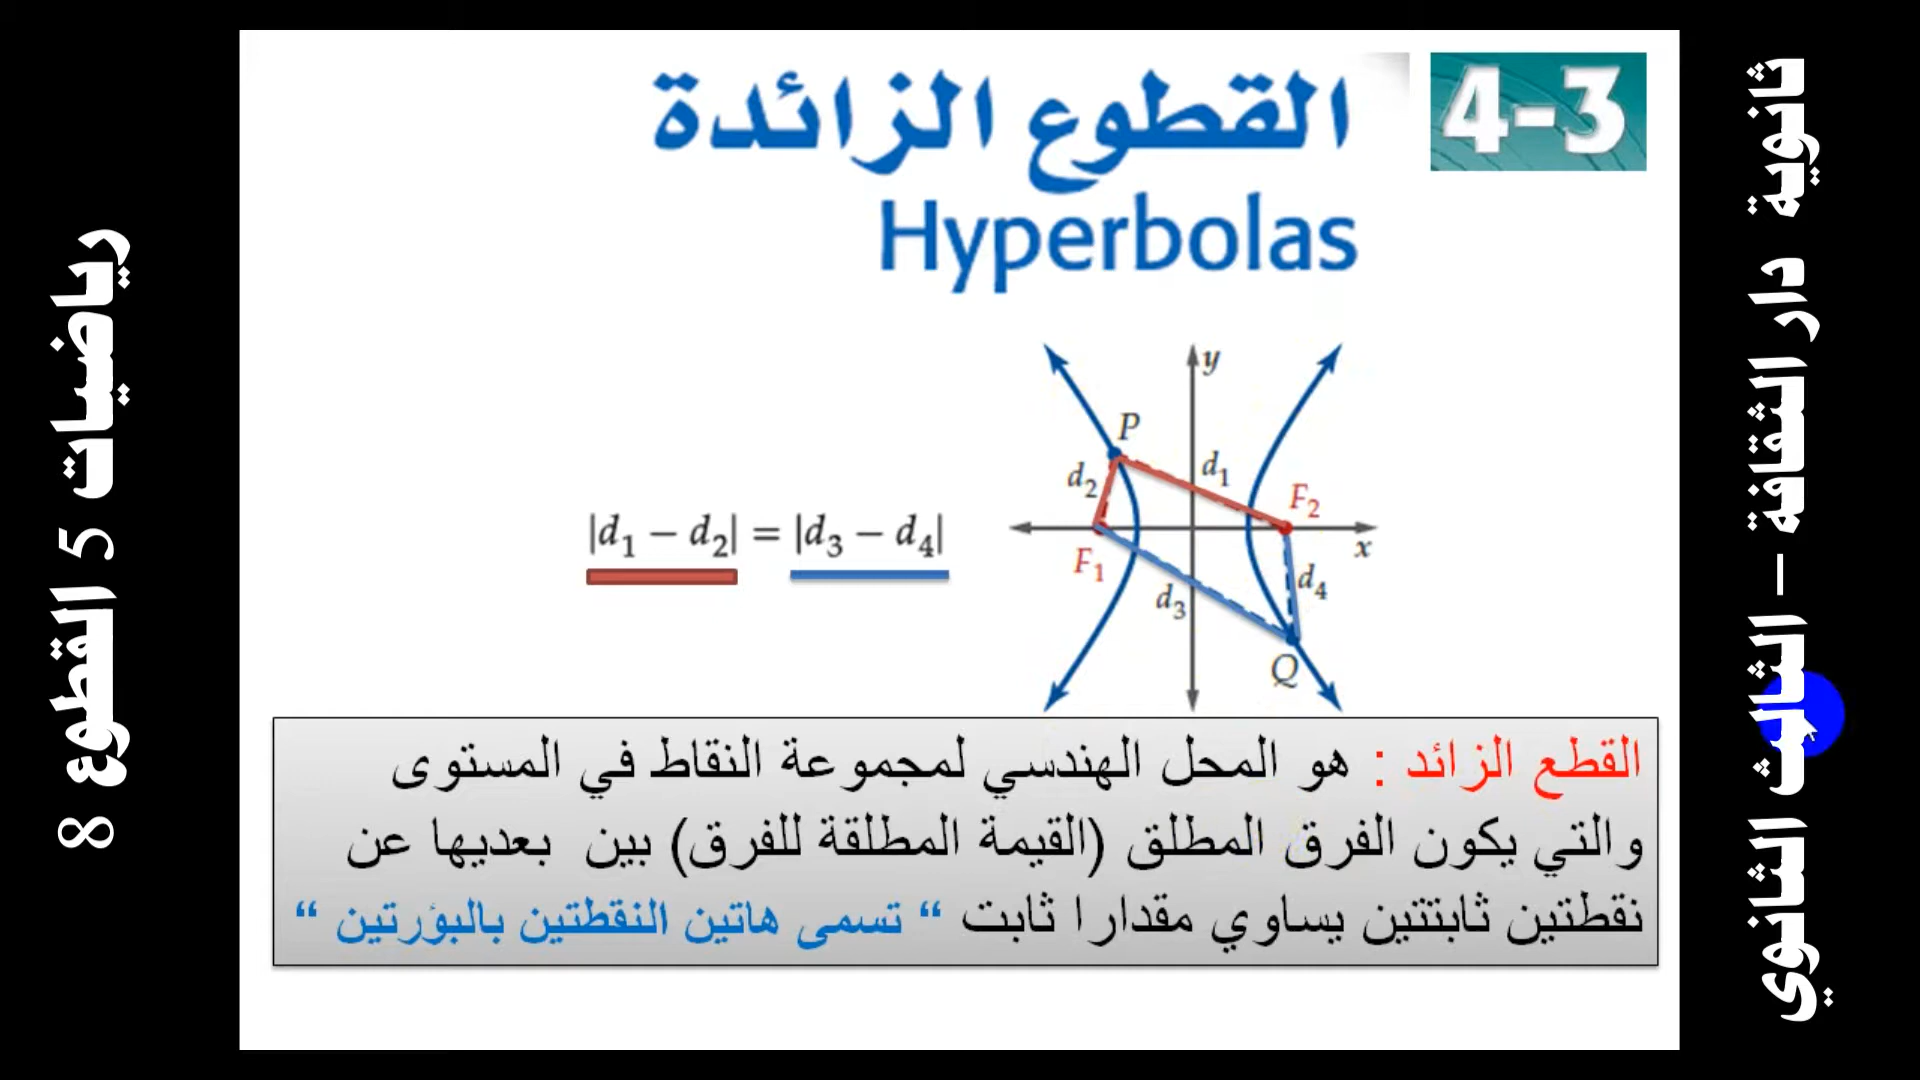 4-3
القطوع الزائدة
Hyperbolas
|d1 − d2| = |d3 − d4|
y
P
d1
d2
F2
x
F1
d4
d3
Q
القطع الزائد : هو المحل الهندسي لمجموعة النقاط في المستوى
والتي يكون الفرق المطلق (القيمة المطلقة للفرق) بين بعديها عن
نقطتين ثابتتين يساوي مقدارا ثابت “ تسمى هاتين النقطتين بالبؤرتين “
ثانوية دار الثقافة – الثالث الثانوي
رياضيات 5 القطوع 8